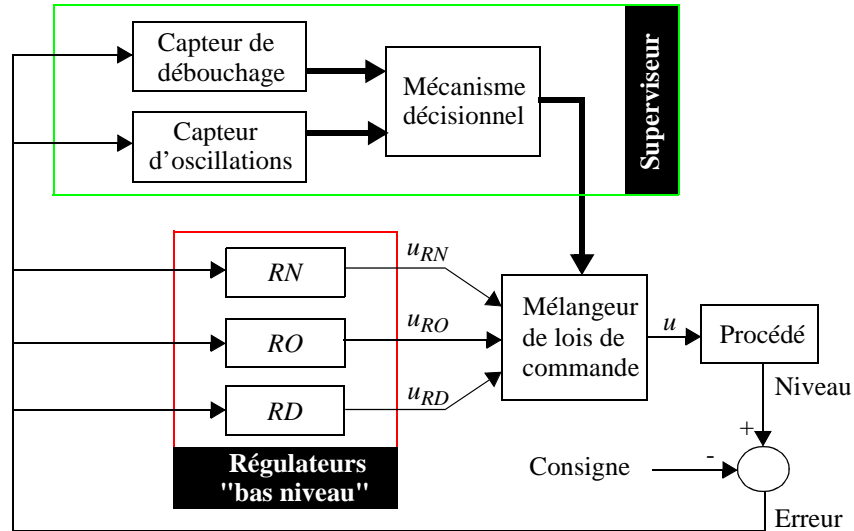 Capteur de
débouchage
Capteur
d'oscillations
Mécanisme
décisionnel
Superviseur
RN
RO
RD
uRN
uRO
uRD
Régulateurs
"bas niveau"
Mélangeur
de lois de
commande
u
Procédé
Niveau
+
-
Consigne
Erreur